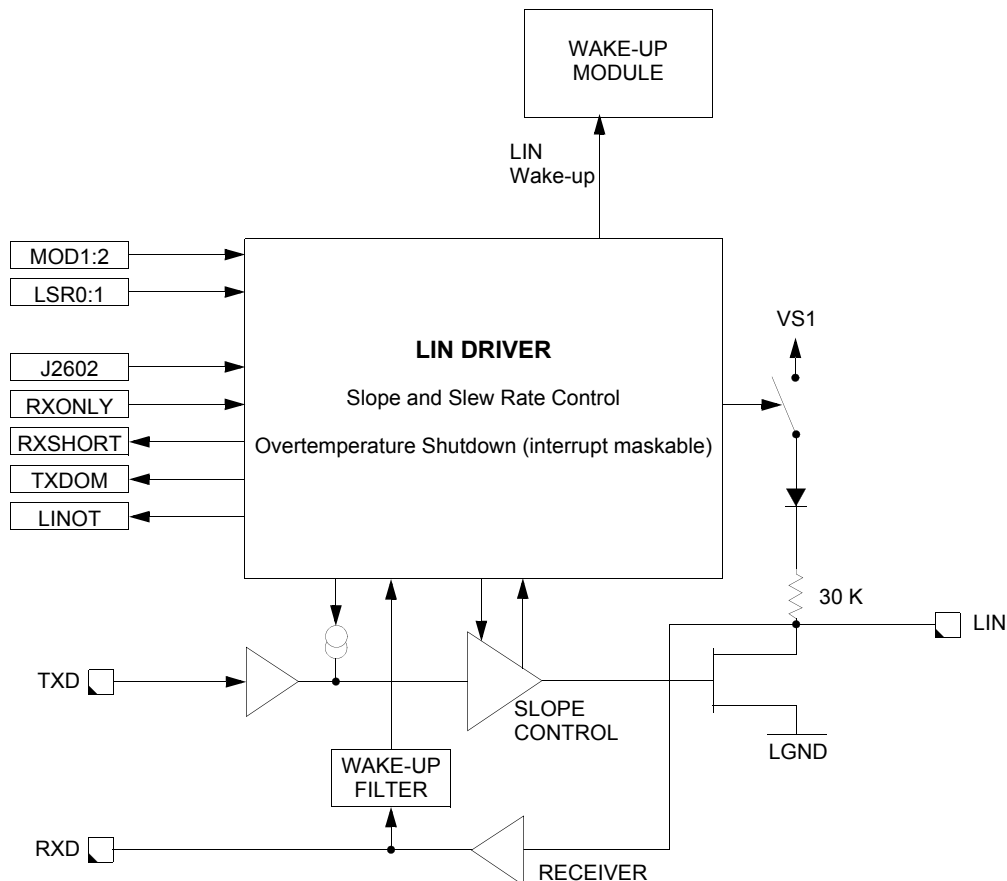 WAKE-UP
MODULE
LIN
Wake-up
MOD1:2
LSR0:1
J2602
RXONLY
RXSHORT
TXDOM
LINOT
LIN DRIVER
Slope and Slew Rate Control
Overtemperature Shutdown (interrupt maskable)
VS1
30 K
LIN
TXD
SLOPE
CONTROL
LGND
WAKE-UP
FILTER
RXD
RECEIVER